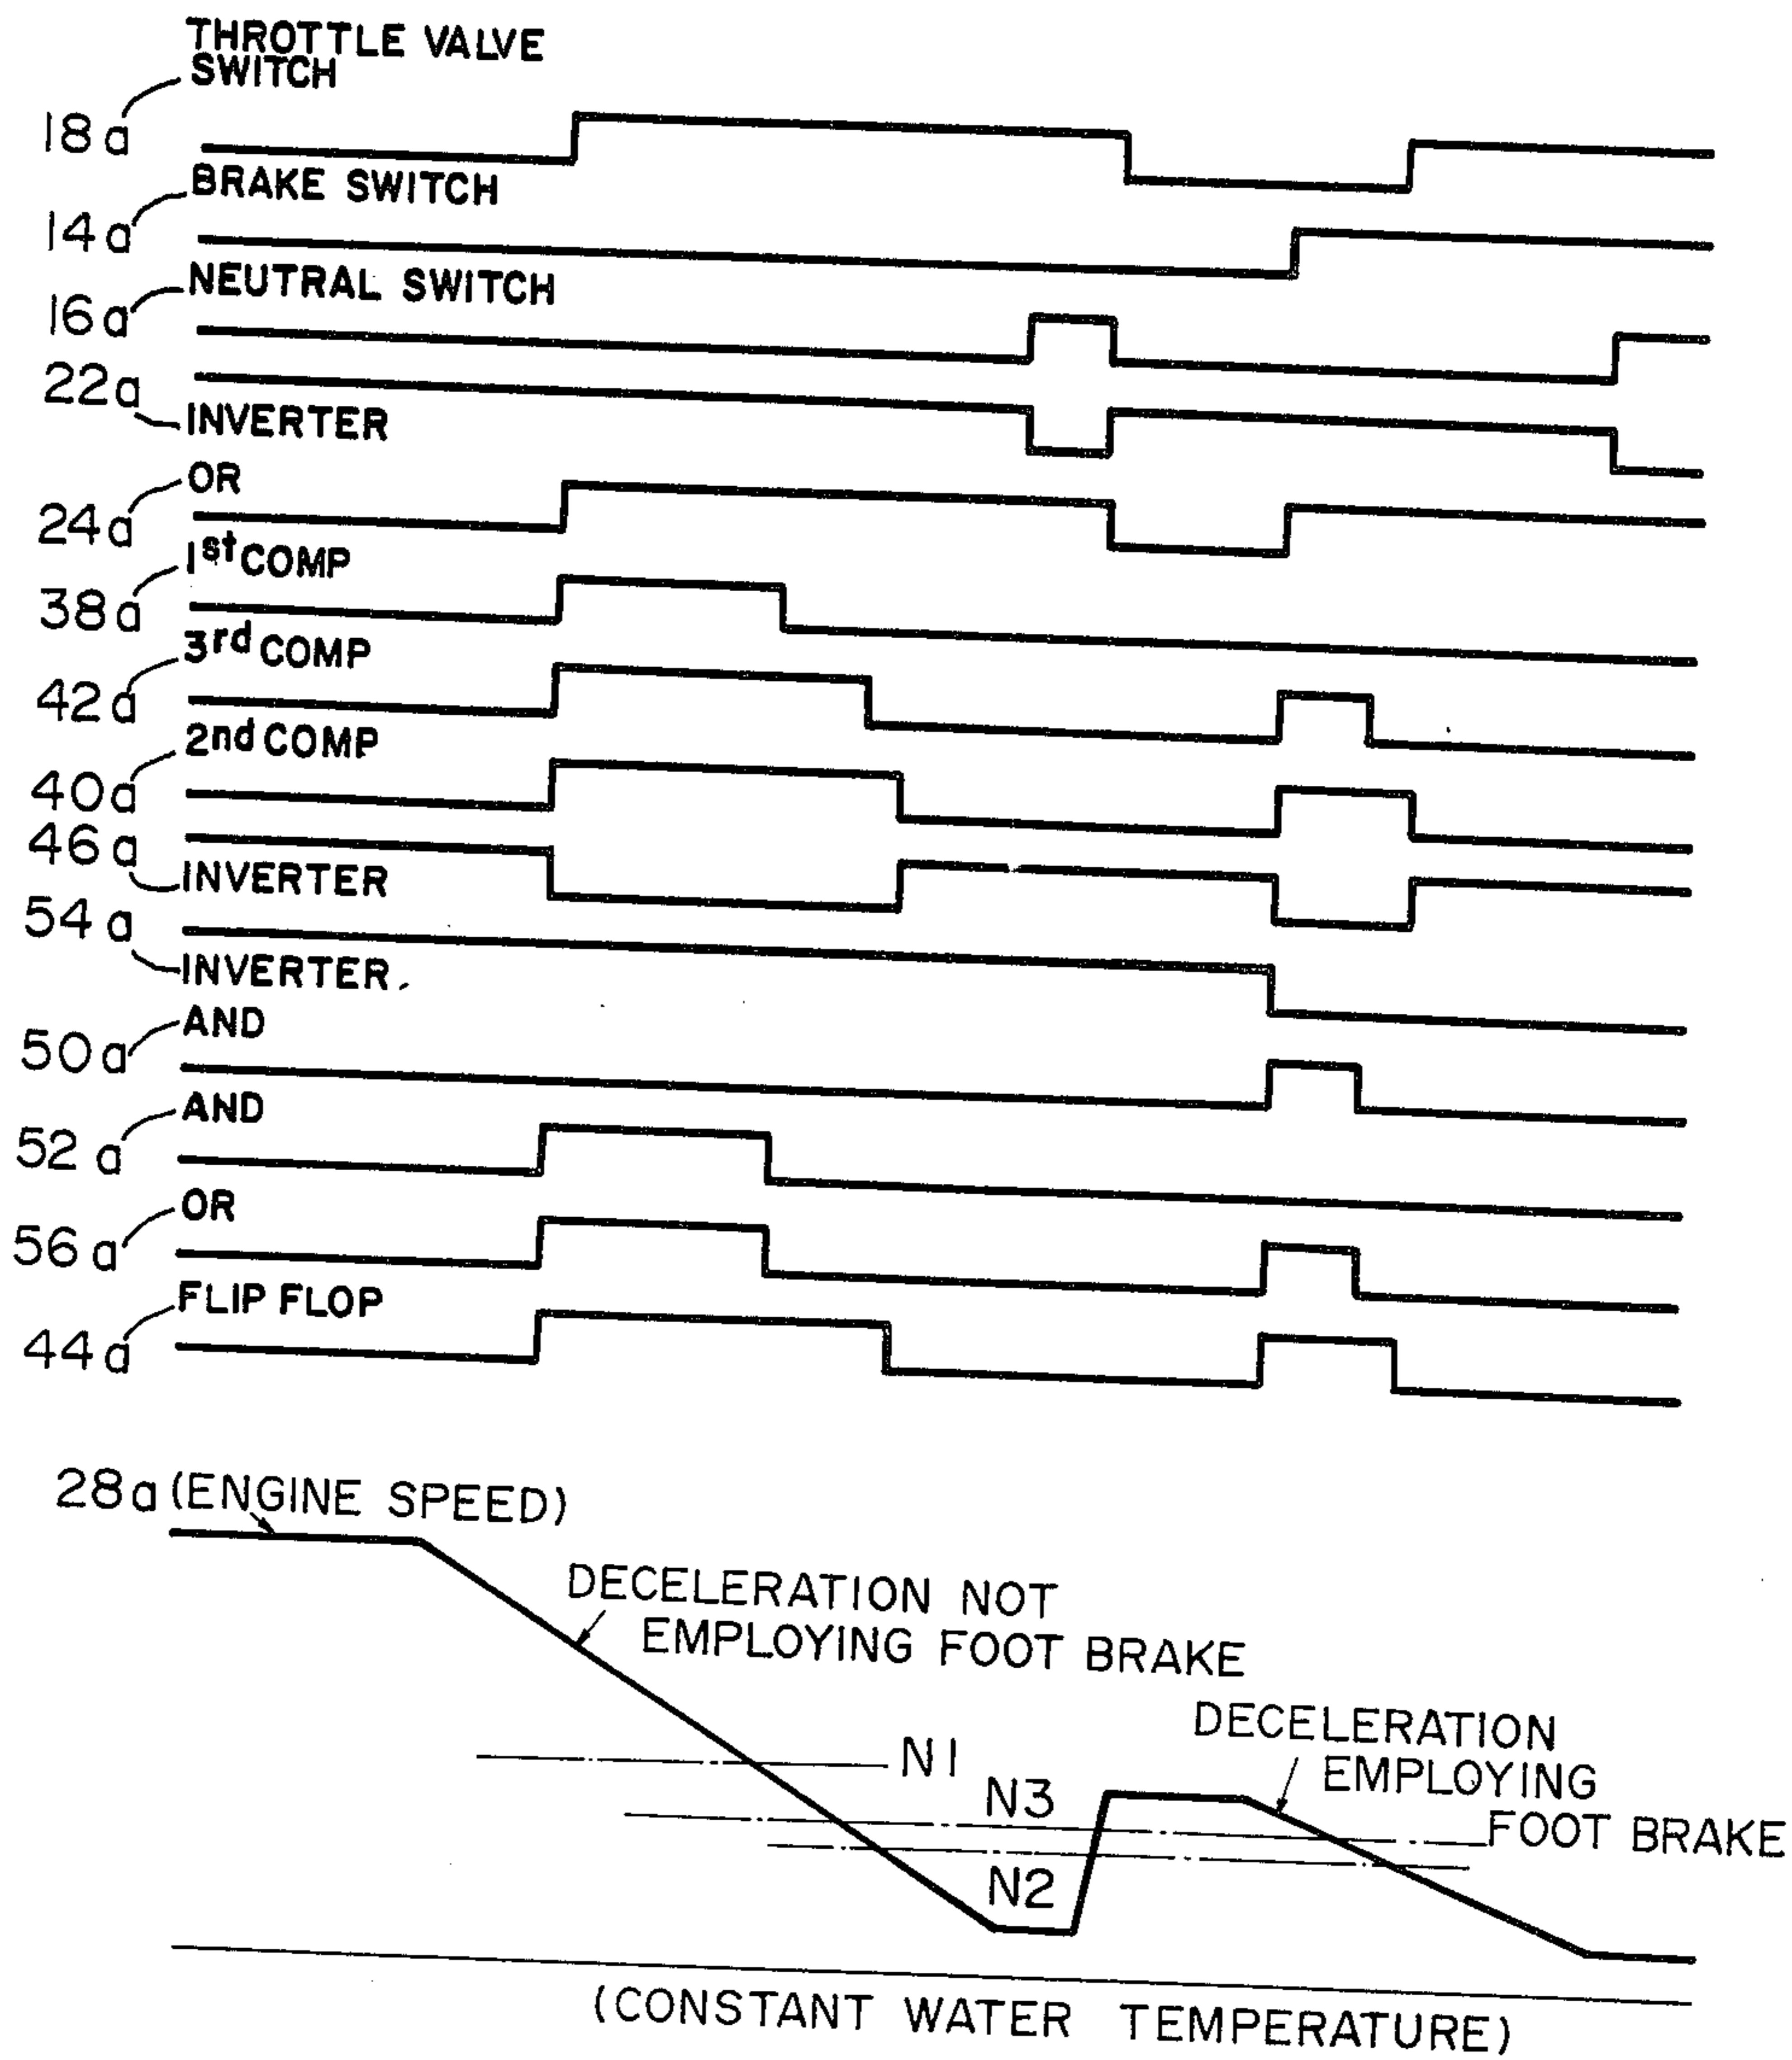 THROTTLE VALVE
SWITCH
18a
BRAKE SWITCH
14a
NEUTRAL SWITCH
16a
22a
INVERTER
OR
24a
1st COMP
38a
3rd COMP
42a
2nd COMP
40a
46a
INVERTER
54a
INVERTER
AND
50a
AND
52a
OR
56a
FLIP FLOP
44a
28a (ENGINE SPEED)
DECELERATION NOT
EMPLOYING FOOT BRAKE
N1
DECELERATION
EMPLOYING
FOOT BRAKE
N3
N2
(CONSTANT WATER TEMPERATURE)